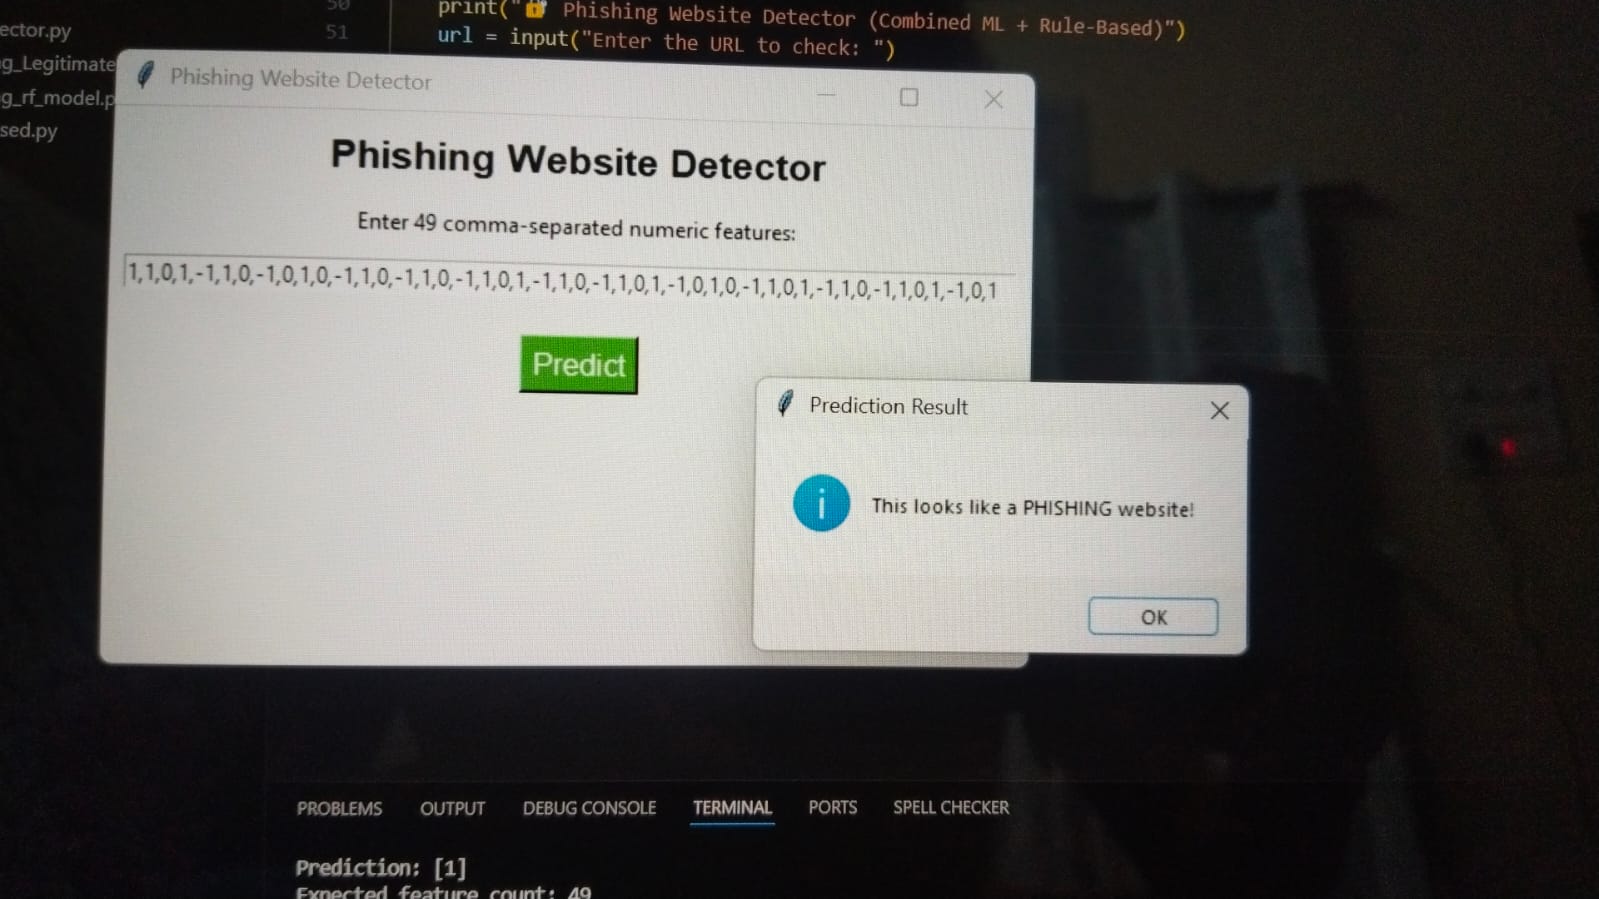 50
print("🔐 Phishing Website Detector (Combined ML + Rule-Based)")
ector.py
51
url = input("Enter the URL to check: ")
g_Legitimate
g_rf_model.p
sed.py
Phishing Website Detector
Phishing Website Detector
Enter 49 comma-separated numeric features:
1,1,0,1,-1,1,0,-1,0,1,0,-1,1,0,-1,1,0,-1,1,0,1,-1,1,0,-1,1,0,1,-1,0,1,0,-1,1,0,1,-1,1,0,-1,1,0,1,-1,0,1
Predict
Prediction Result
i
This looks like a PHISHING website!
OK
PROBLEMS OUTPUT DEBUG CONSOLE TERMINAL PORTS SPELL CHECKER
Prediction: [1]
Expected feature count: 49